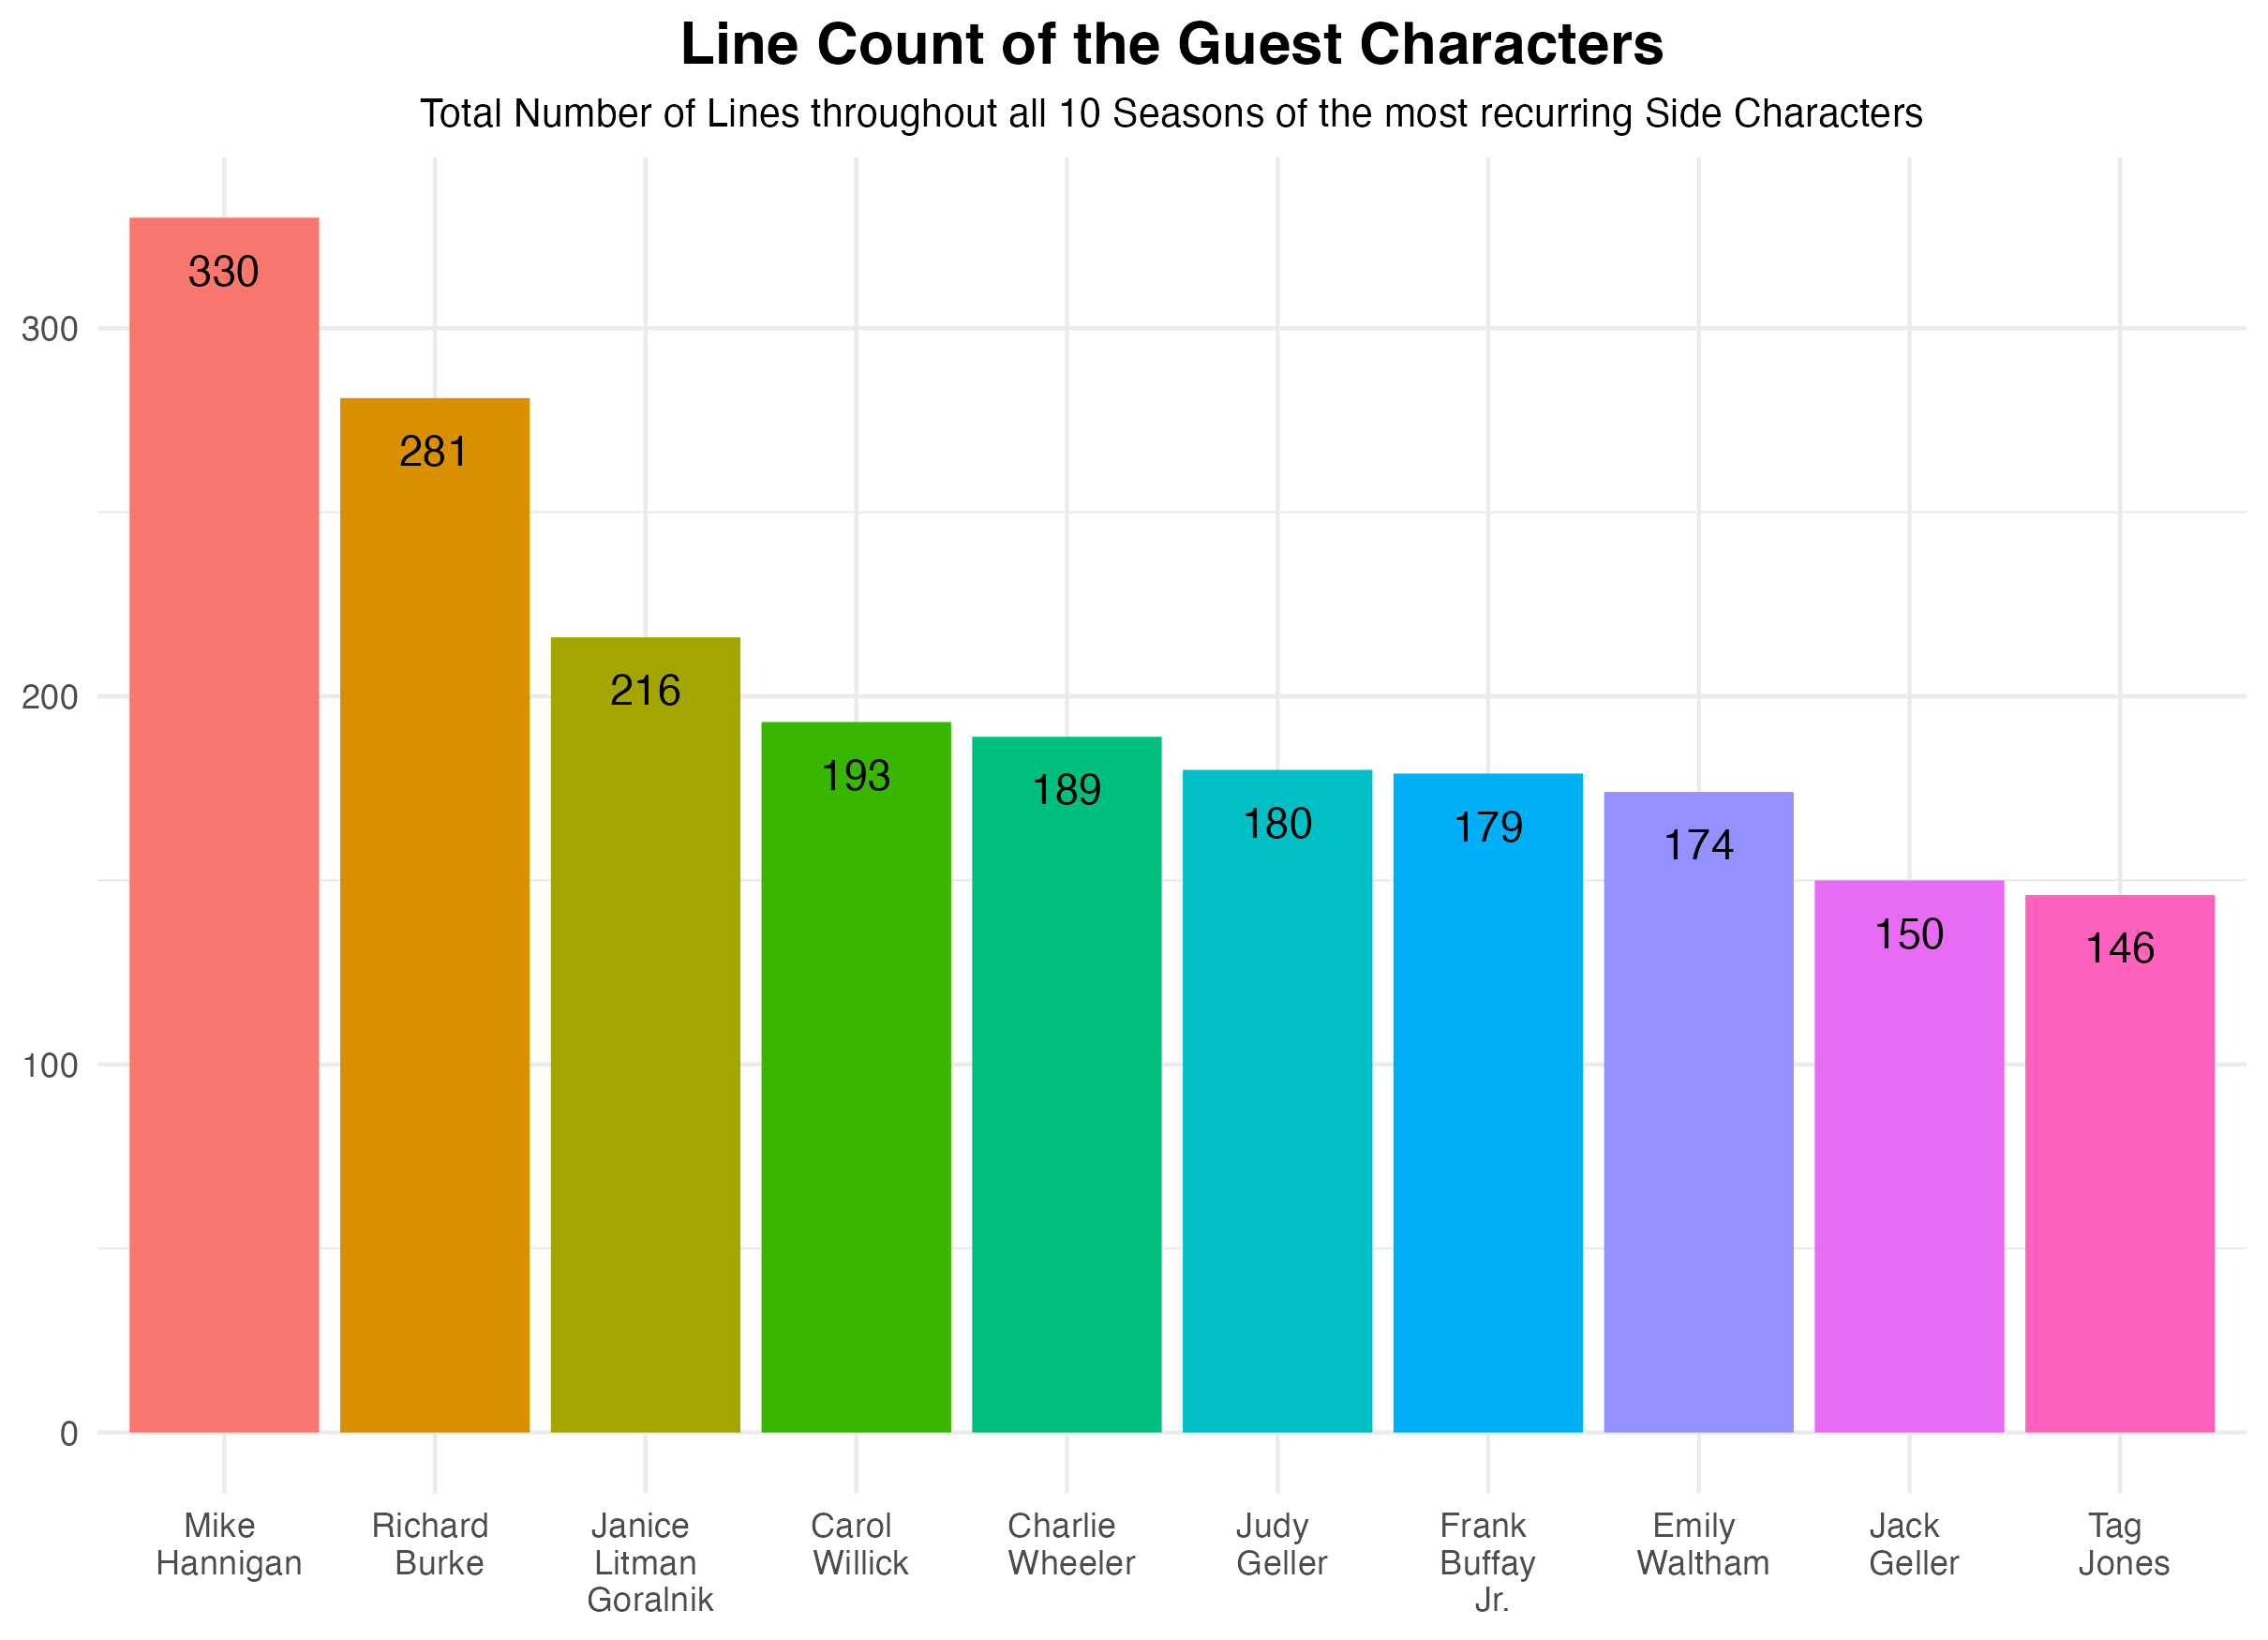 Line Count of the Guest Characters
Total Number of Lines throughout all 10 Seasons of the most recurring Side Characters
330
300
281
216
200
193
189
180
179
174
150
146
100
0
Mike
Hannigan
Richard
Burke
Janice
Litman
Goralnik
Carol
Willick
Charlie
Wheeler
Judy
Geller
Frank
Buffay
Jr.
Emily
Waltham
Jack
Geller
Tag
Jones